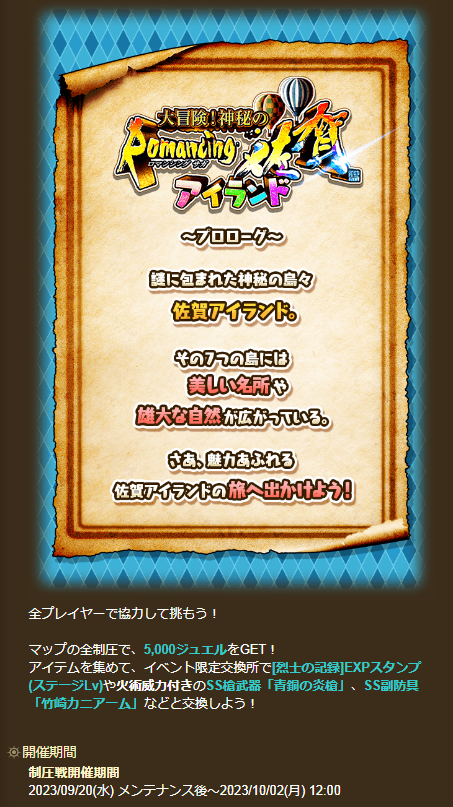 大冒険!神秘の
Romancing 佐賀
ロマンシング サガ
アイランド
～プロローグ～
謎に包まれた神秘の島々
佐賀アイランド。
その7つの島には
美しい名所や
雄大な自然が広がっている。
さあ、魅力あふれる
佐賀アイランドの旅へ出かけよう!
全プレイヤーで協力して挑もう！
マップの全制圧で、5,000ジュエルをGET！
アイテムを集めて、イベント限定交換所で[烈士の記録]EXPスタンプ
(ステージLv)や火術威力付きのSS槍武器「青銅の炎槍」、SS副防具
「竹崎カニアーム」などと交換しよう！
開催期間
制圧戦開催期間
2023/09/20(水) メンテナンス後～2023/10/02(月) 12:00